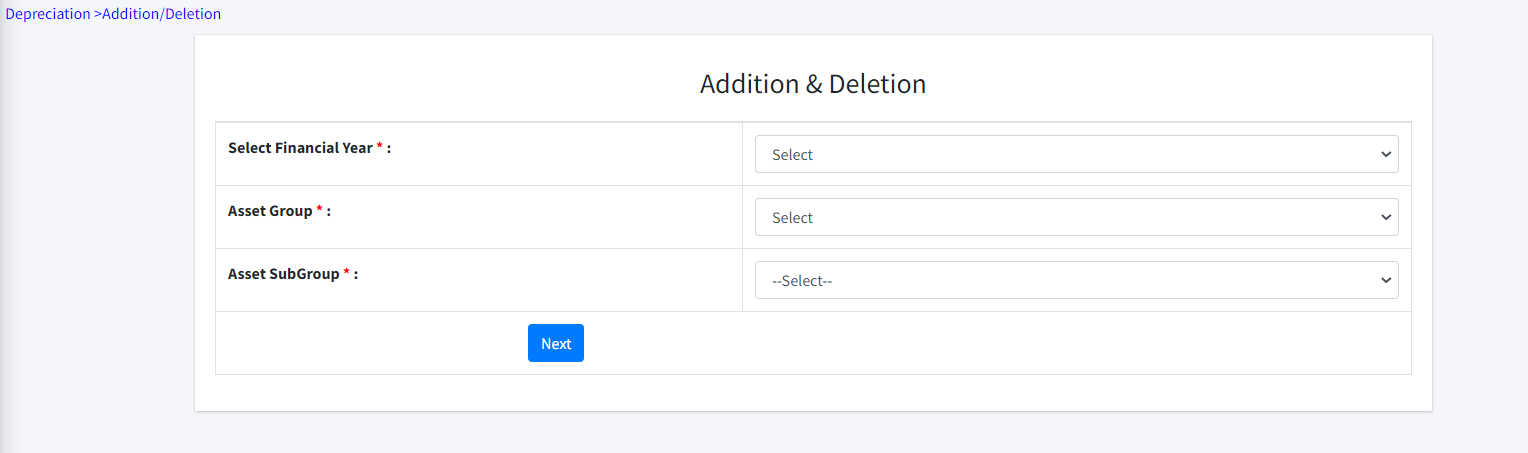 Depreciation >Addition/Deletion
Addition & Deletion
Select Financial Year * :
Select
Asset Group * :
Select
Asset SubGroup * :
--Select--
Next